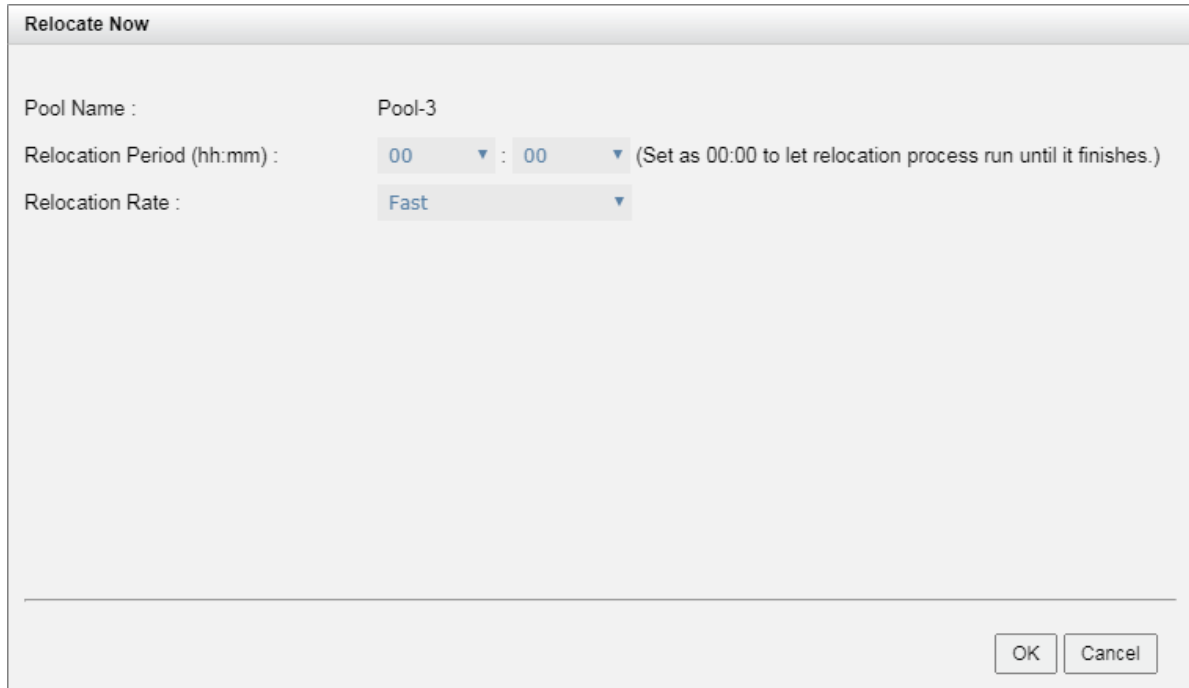 Relocate Now
Pool Name : Pool-3
Relocation Period (hh:mm) : 00 : 00 (Set as 00:00 to let relocation process run until it finishes.)
Relocation Rate : Fast
OK Cancel